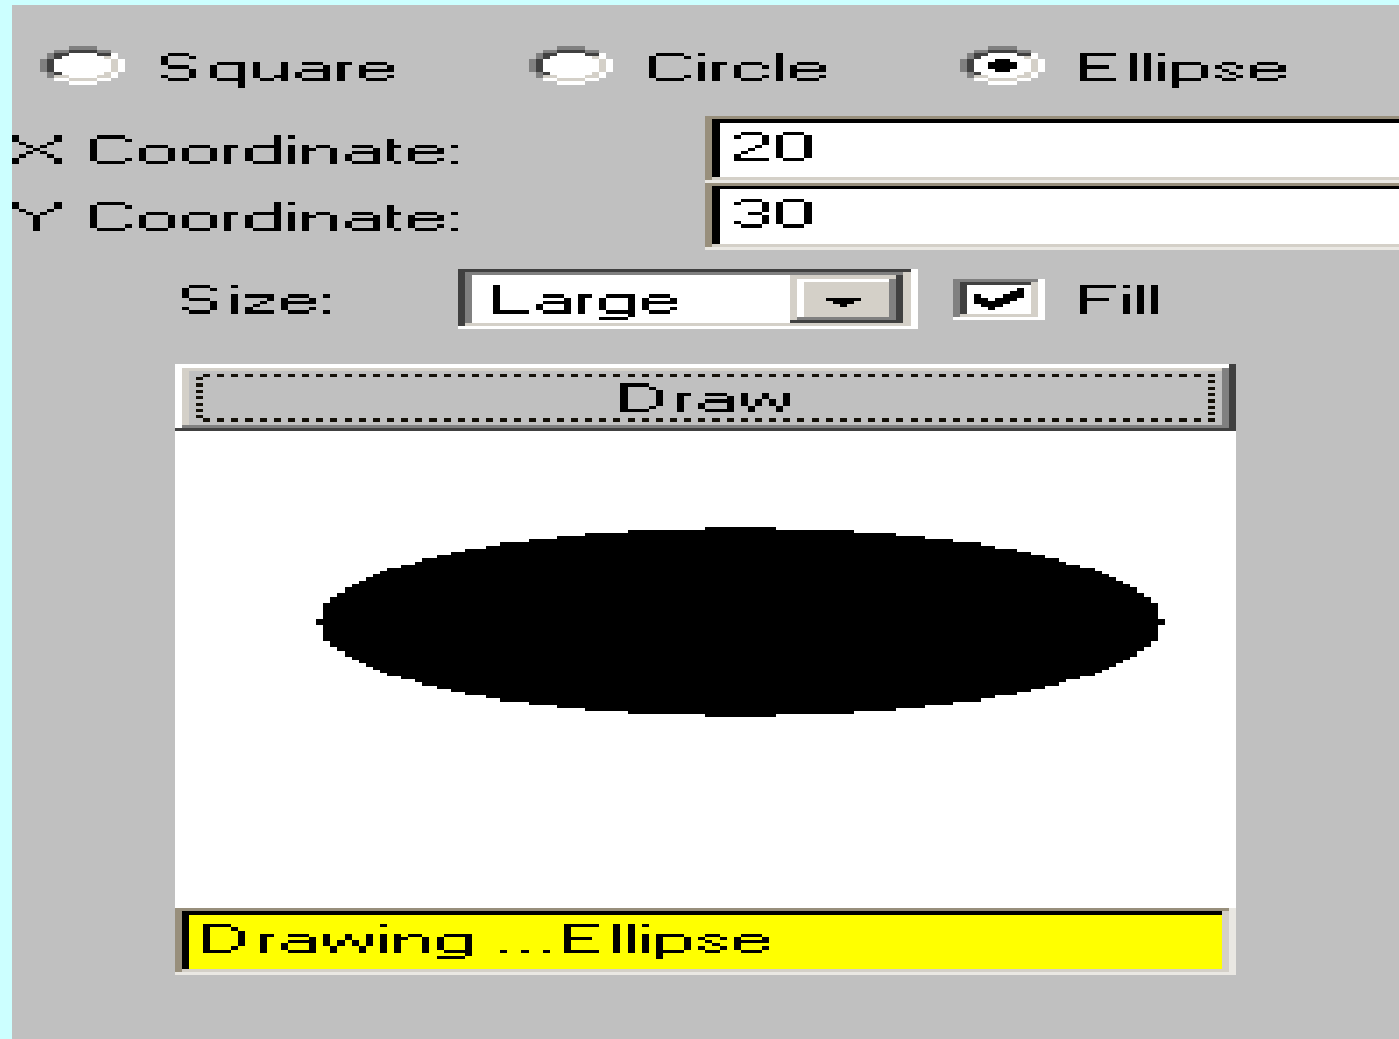 Square Circle Ellipse
X Coordinate: 20
Y Coordinate: 30
Size: Large Fill
Draw
Drawing ...Ellipse